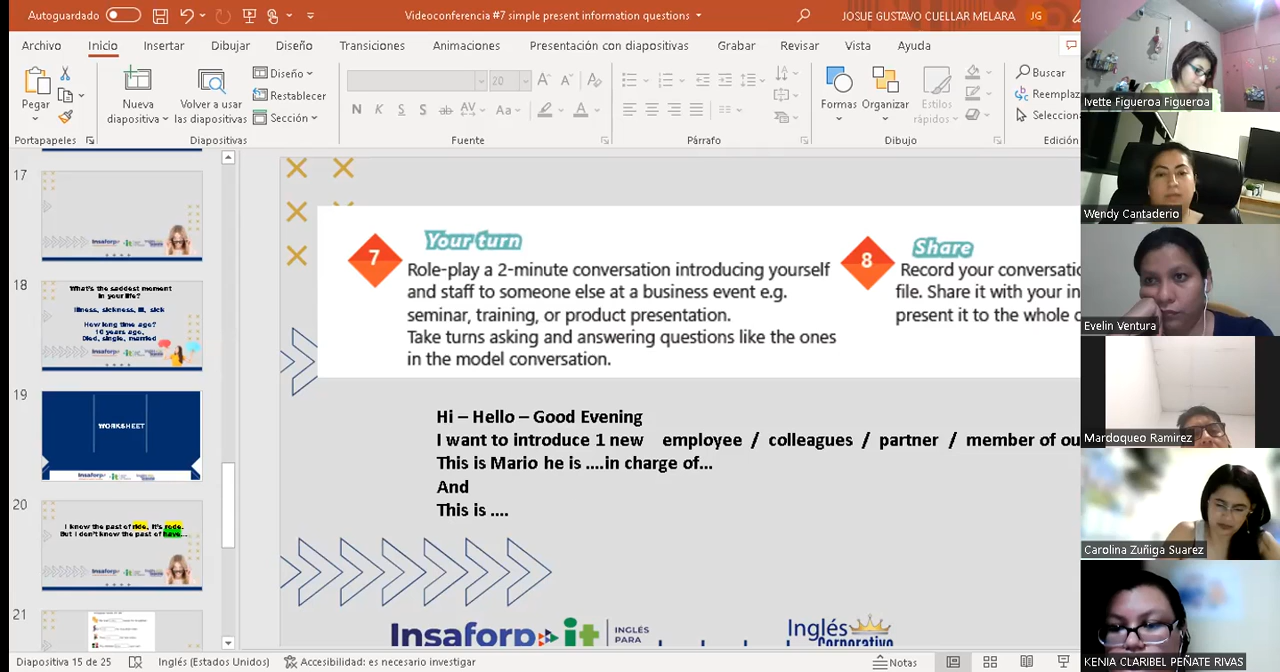 Autoguardado
Videoconferencia #7 simple present information questions
JOSUE GUSTAVO CUELLAR MELARA
JG
Archivo
Inicio
Insertar
Dibujar
Diseño
Transiciones
Animaciones
Presentación con diapositivas
Grabar
Revisar
Vista
Ayuda
Pegar
Nueva
diapositiva
Volver a usar
las diapositivas
Diseño
Restablecer
Sección
20
N K S S ab AV Aa
Formas
Organizar
Estilos
rápidos
Buscar
Reemplaz
Seleccion
Portapapeles
Diapositivas
Fuente
Párrafo
Dibujo
Edición
17
18
What's the saddest moment
in your life?
Illness, sickness, ill, sick
How long time ago?
10 years ago,
Died, single, married
19
WORKSHEET
20
I know the past of ride, it's rode.
But I don't know the past of have...
21
7
Your turn
Role-play a 2-minute conversation introducing yourself
and staff to someone else at a business event e.g.
seminar, training, or product presentation.
Take turns asking and answering questions like the ones
in the model conversation.
8
Share
Record your conversatio
file. Share it with your in
present it to the whole c
Hi – Hello – Good Evening
I want to introduce 1 new employee / colleagues / partner / member of ou
This is Mario he is ....in charge of...
And
This is ....
Insaforp
it
INGLÉS
PARA
Inglés
Corporativo
Diapositiva 15 de 25
Inglés (Estados Unidos)
Accesibilidad: es necesario investigar
Notas
Ivette Figueroa Figueroa
Wendy Cantaderio
Evelin Ventura
Mardoqueo Ramirez
Carolina Zuñiga Suarez
KENIA CLARIBEL PEÑATE RIVAS